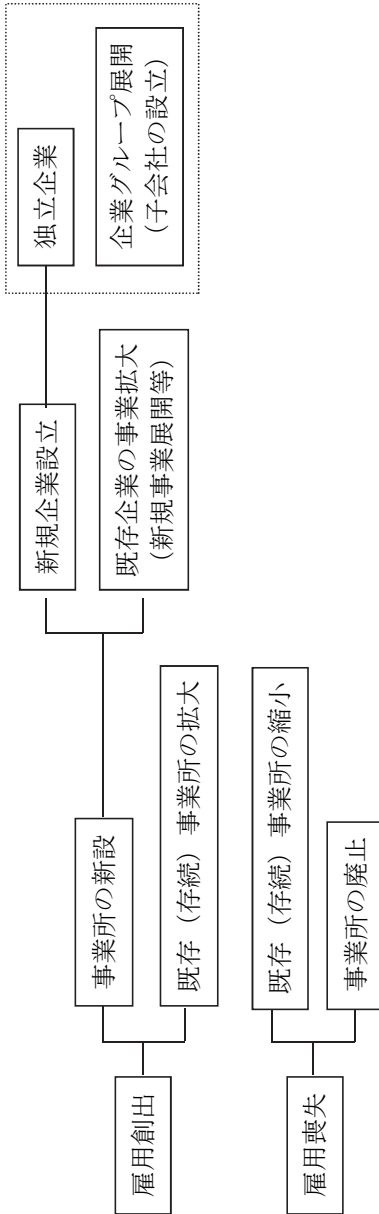 雇用創出
事業所の新設
新規企業設立
独立企業
企業グループ展開
(子会社の設立)
既存企業の事業拡大
(新規事業展開等)
既存（存続）事業所の拡大
雇用喪失
既存（存続）事業所の縮小
事業所の廃止